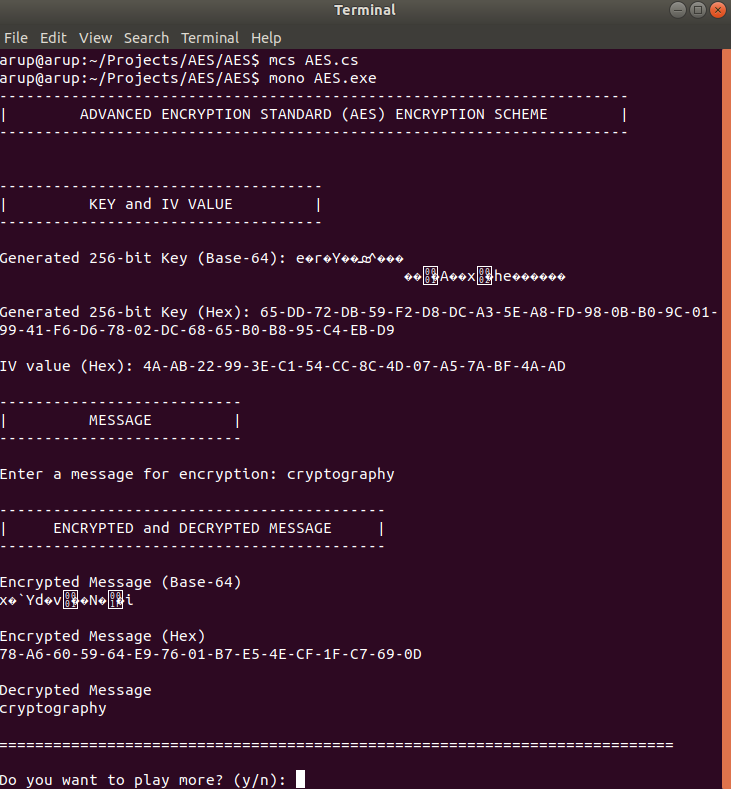 Terminal
File Edit View Search Terminal Help
arup@arup:~/Projects/AES/AES$ mcs AES.cs
arup@arup:~/Projects/AES/AES$ mono AES.exe
----------------------------------------------------------------------
|        ADVANCED ENCRYPTION STANDARD (AES) ENCRYPTION SCHEME        |
----------------------------------------------------------------------
------------------------------------
|         KEY and IV VALUE         |
------------------------------------
Generated 256-bit Key (Base-64): e�r�Y��
��A��x�he������
Generated 256-bit Key (Hex): 65-DD-72-DB-59-F2-D8-DC-A3-5E-A8-FD-98-0B-B0-9C-01-
99-41-F6-D6-78-02-DC-68-65-B0-B8-95-C4-EB-D9
IV value (Hex): 4A-AB-22-99-3E-C1-54-CC-8C-4D-07-A5-7A-BF-4A-AD
---------------------------
|         MESSAGE         |
---------------------------
Enter a message for encryption: cryptography
-------------------------------------------
|     ENCRYPTED and DECRYPTED MESSAGE     |
-------------------------------------------
Encrypted Message (Base-64)
x�`Yd�v��N��i
Encrypted Message (Hex)
78-A6-60-59-64-E9-76-01-B7-E5-4E-CF-1F-C7-69-0D
Decrypted Message
cryptography
===========================================================================
Do you want to play more? (y/n):